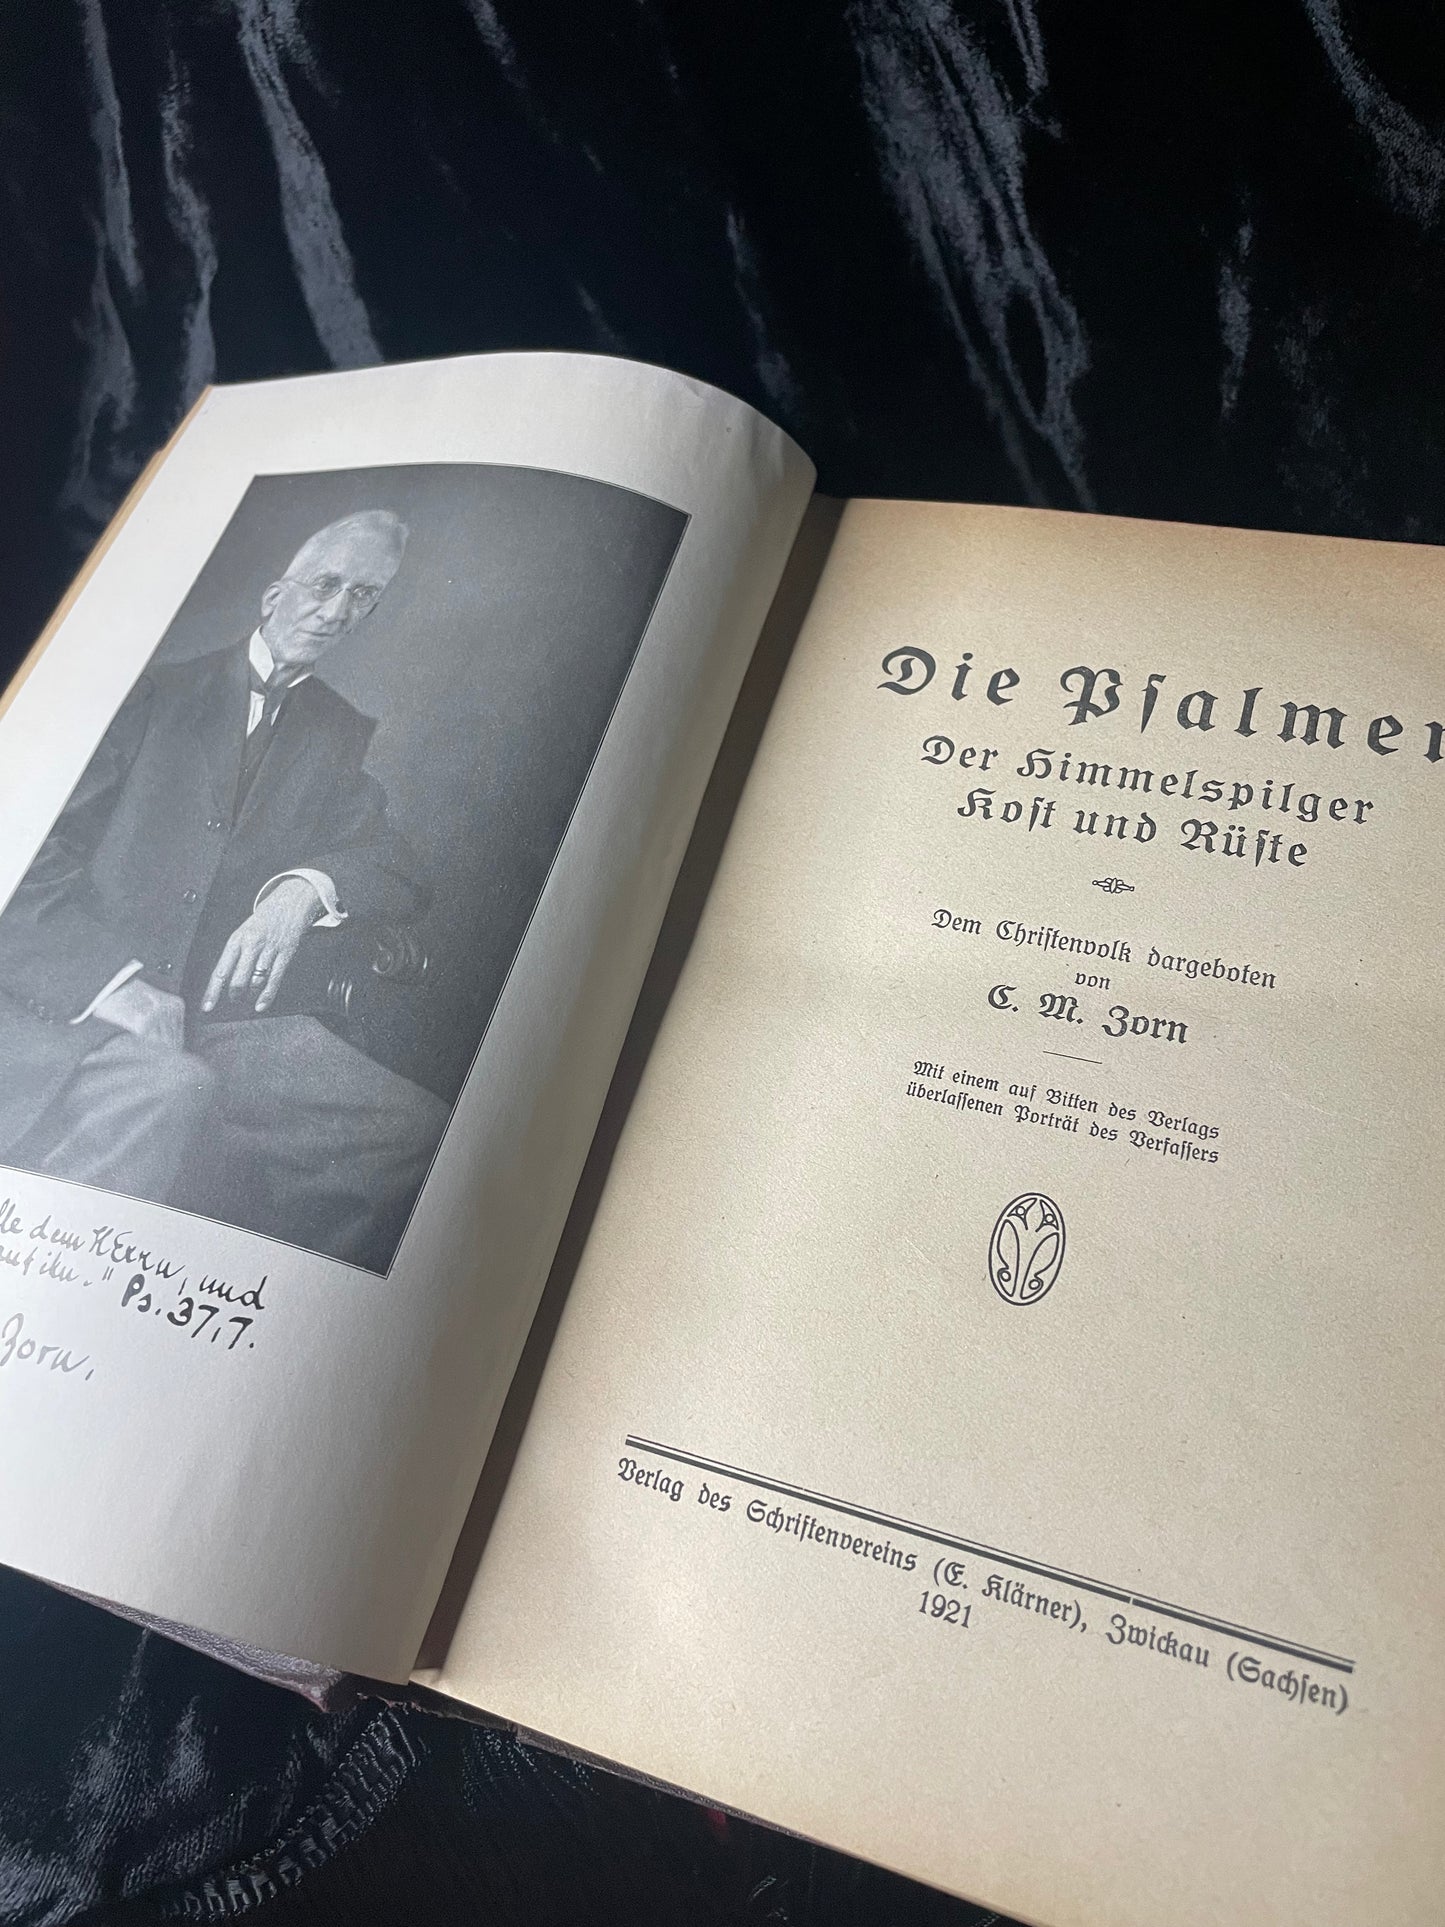 dem HErrn, und
ihn." Ps. 37,7.
Zorn.
Die Psalmen
Der Himmelspilger
Kost und Rüste
Dem Christenvolk dargeboten
von
C. M. Zorn
Mit einem auf Bitten des Verlags
überlassenen Porträt des Verfassers
Verlag des Schriftenvereins (E. Klärner), Zwickau (Sachsen)
1921